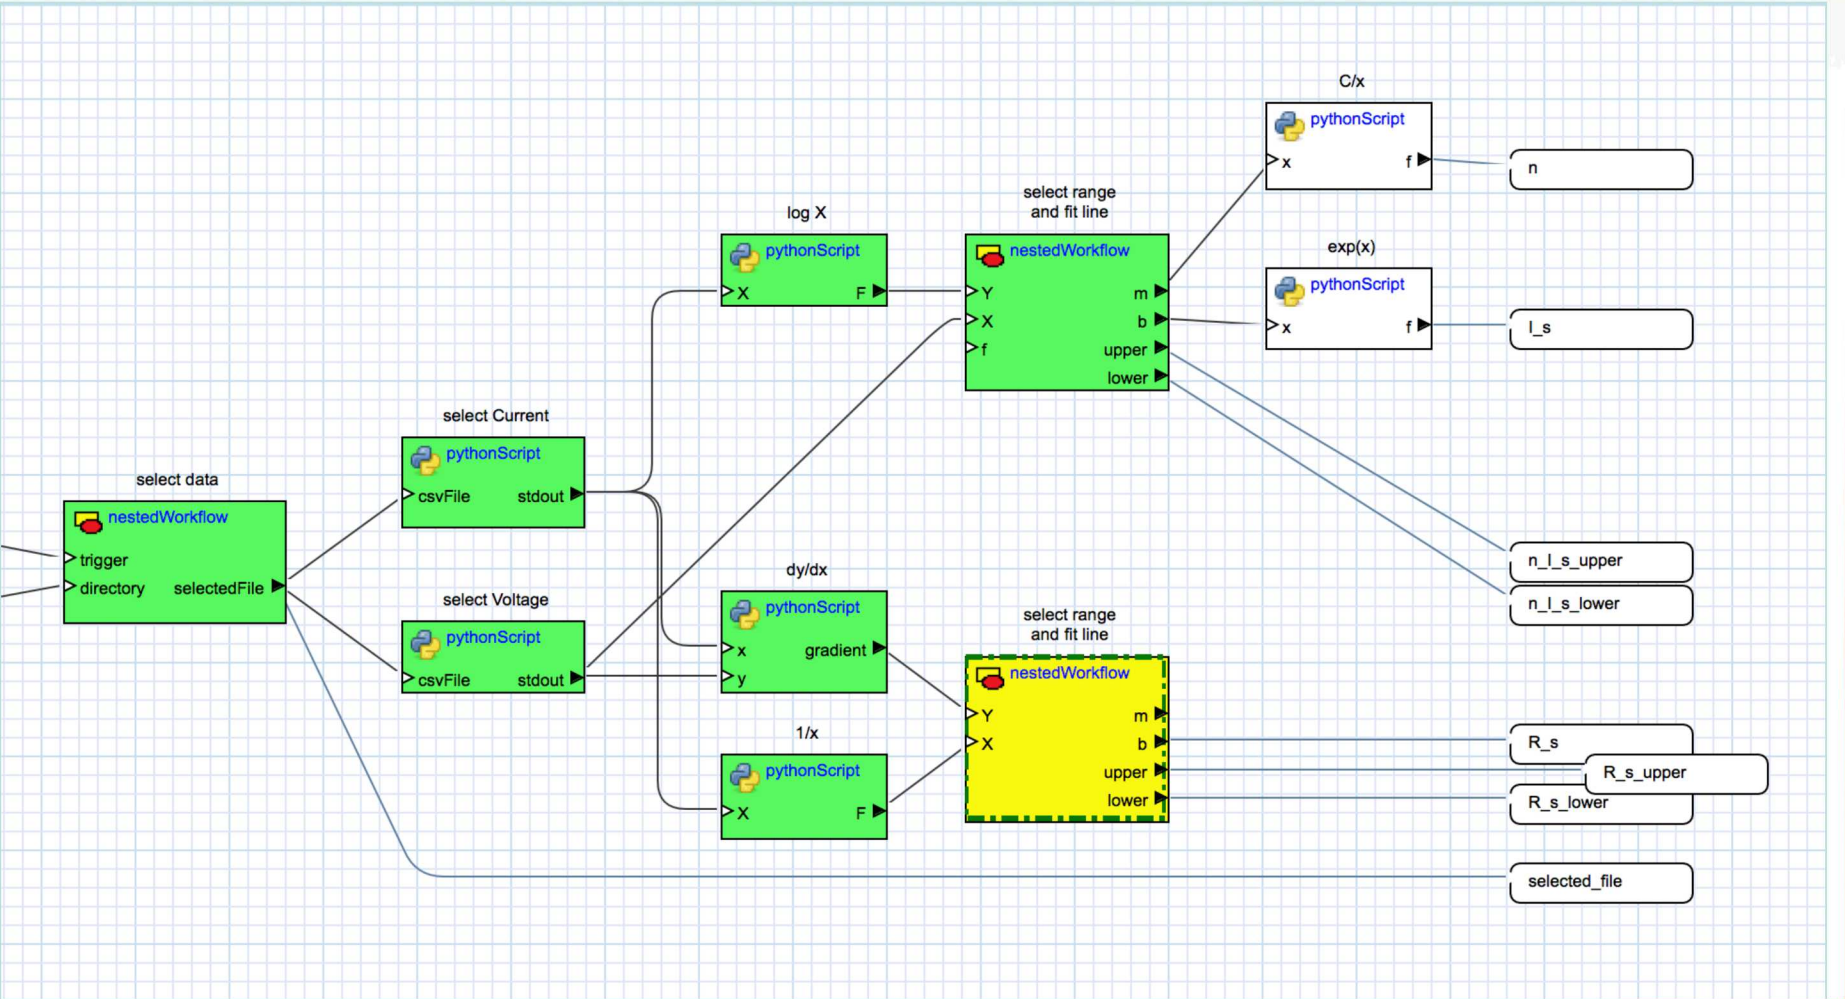 C/x
pythonScript
x f
n
select range
and fit line
nestedWorkflow
Y m
X b
f upper
lower
log X
pythonScript
X F
exp(x)
pythonScript
x f
I_s
select Current
pythonScript
csvFile stdout
select data
nestedWorkflow
trigger
directory selectedFile
n_I_s_upper
n_I_s_lower
select Voltage
pythonScript
csvFile stdout
dy/dx
pythonScript
x gradient
y
select range
and fit line
nestedWorkflow
Y m
X b
upper
lower
1/x
pythonScript
X F
R_s
R_s_upper
R_s_lower
selected_file